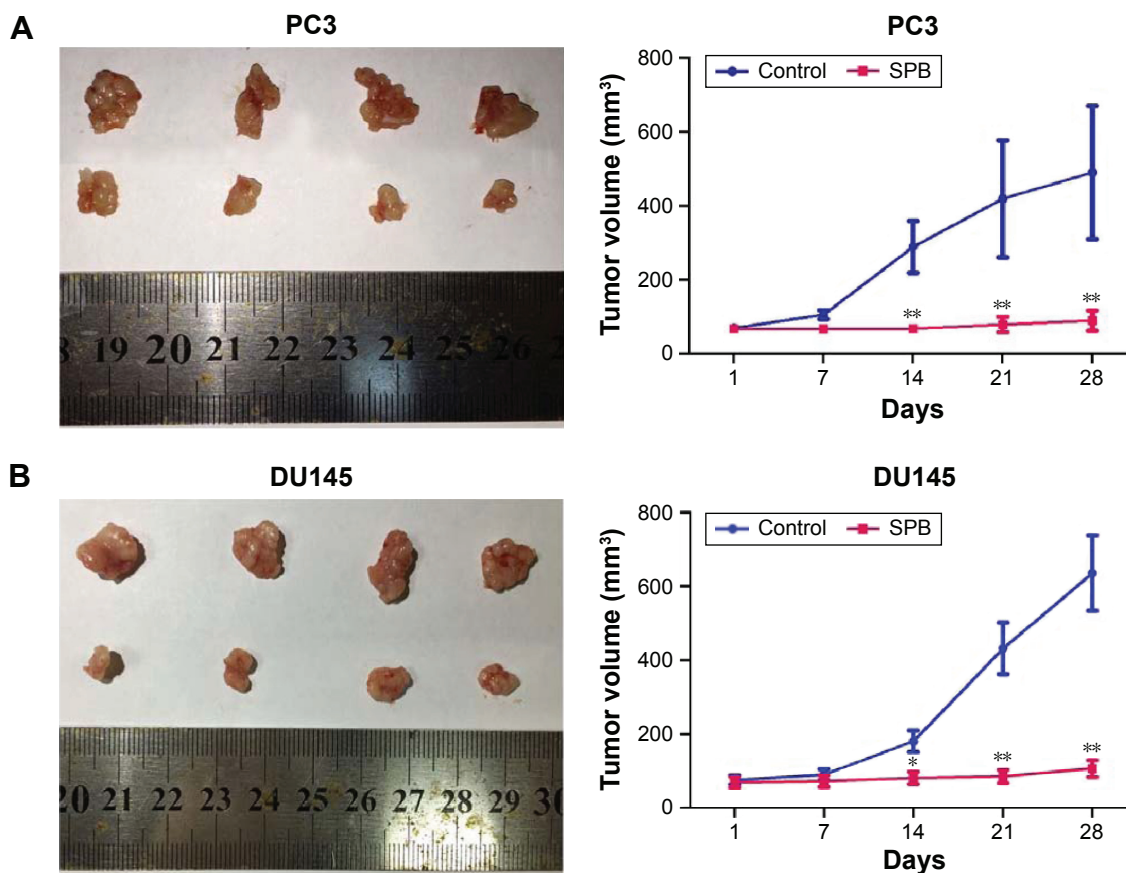 A
PC3
19 20 21 22 23 24 25 26
PC3
Control SPB
Tumor volume (mm³)
800
600
400
200
0
** ** **
1 7 14 21 28
Days
B
DU145
20 21 22 23 24 25 26 27 28 29 30
DU145
Control SPB
Tumor volume (mm³)
800
600
400
200
0
* ** **
1 7 14 21 28
Days